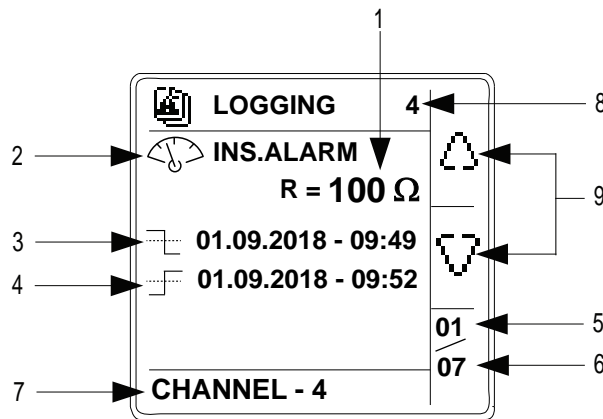 1
LOGGING 4
8
2
INS.ALARM
R = 100 Ω
9
3
01.09.2018 - 09:49
4
01.09.2018 - 09:52
01
5
07
6
7
CHANNEL - 4